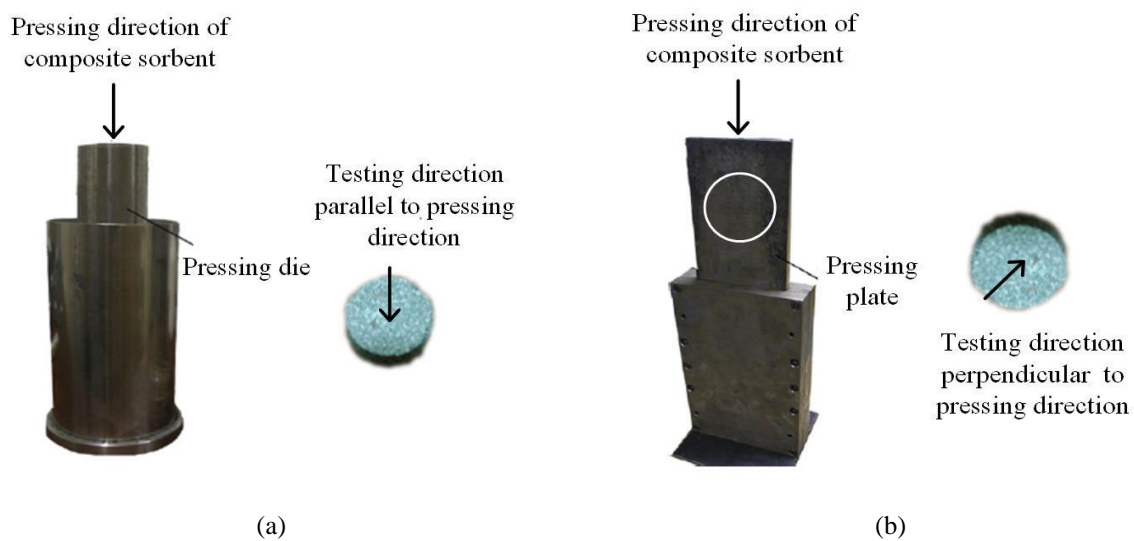 Pressing direction of
composite sorbent
Testing direction
parallel to pressing
direction
Pressing die
(a)
Pressing direction of
composite sorbent
Pressing
plate
Testing direction
perpendicular to
pressing direction
(b)